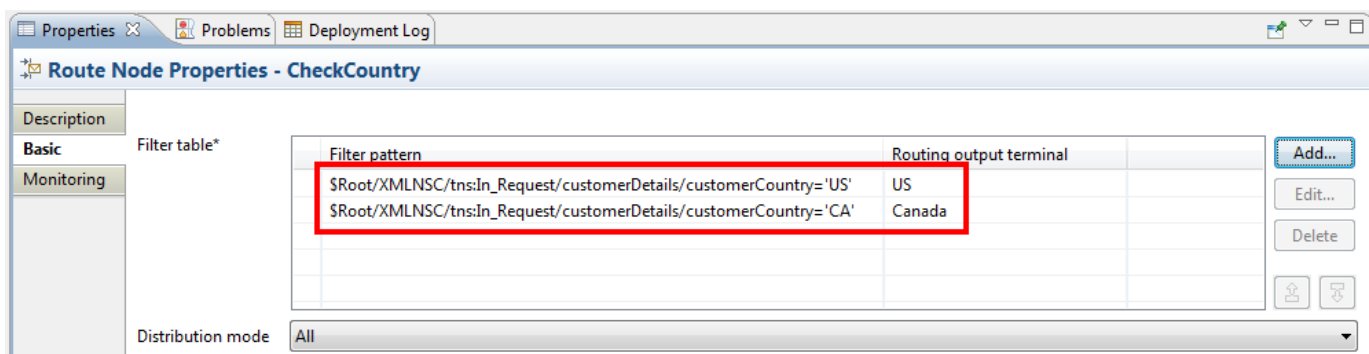 Properties Problems Deployment Log
Route Node Properties - CheckCountry
Description
Basic
Monitoring
Filter table*
Filter pattern Routing output terminal
$Root/XMLNSC/tns:In_Request/customerDetails/customerCountry='US' US
$Root/XMLNSC/tns:In_Request/customerDetails/customerCountry='CA' Canada
Add...
Edit...
Delete
Distribution mode All